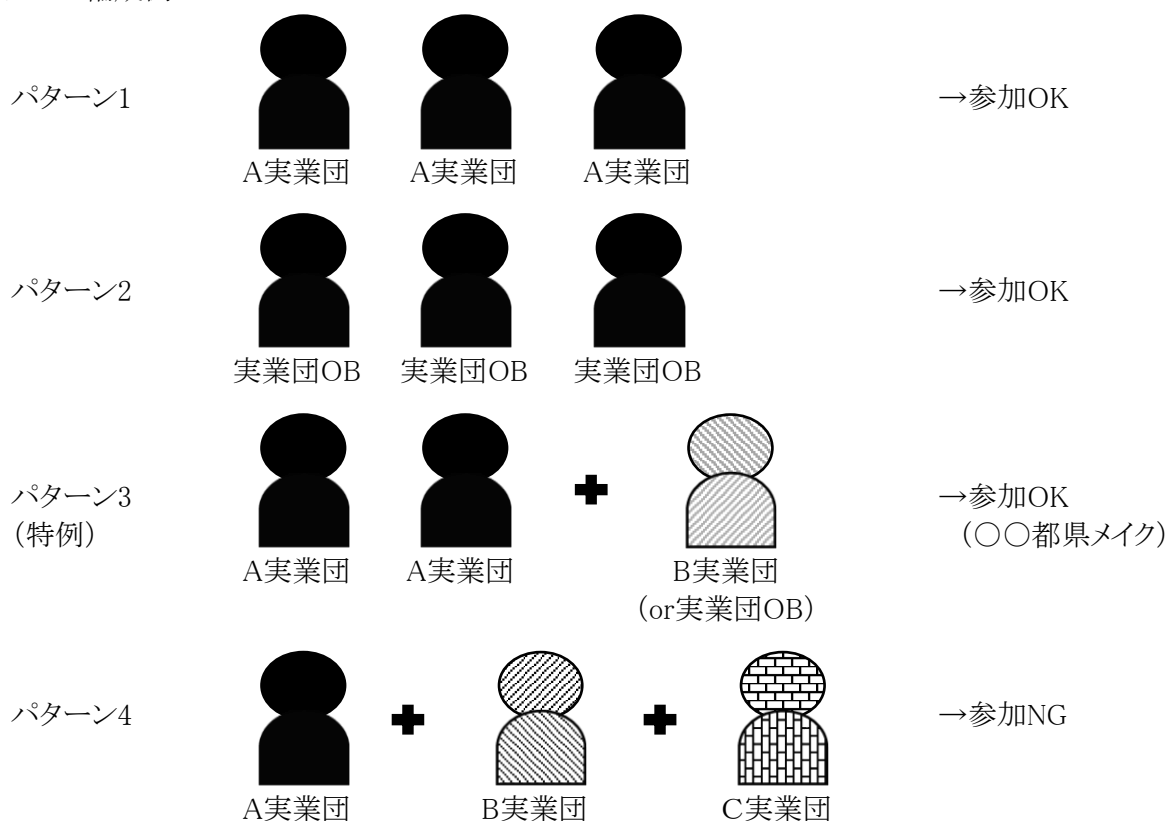 パターン1
→参加OK
A実業団 A実業団 A実業団
パターン2
→参加OK
実業団OB 実業団OB 実業団OB
パターン3
(特例)
→参加OK
(○○都県メイク)
A実業団 A実業団 B実業団
(or実業団OB)
パターン4
→参加NG
A実業団 B実業団 C実業団